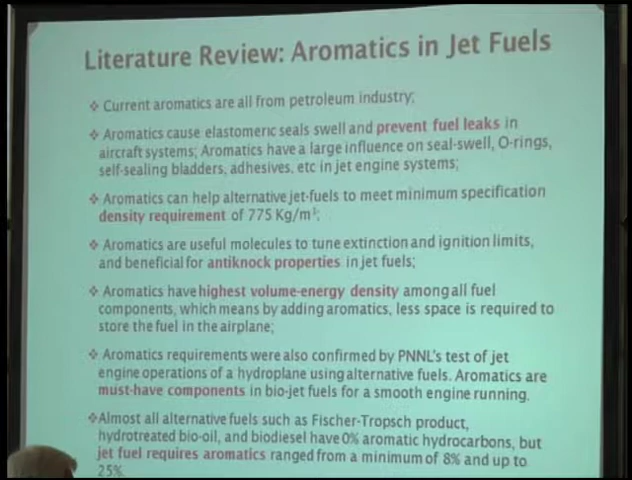 Literature Review: Aromatics in Jet Fuels
❖ Current aromatics are all from petroleum industry;
❖ Aromatics cause elastomeric seals swell and prevent fuel leaks in
aircraft systems; Aromatics have a large influence on seal-swell, O-rings,
self-sealing bladders, adhesives, etc in jet engine systems;
❖ Aromatics can help alternative jet-fuels to meet minimum specification
density requirement of 775 Kg/m³;
❖ Aromatics are useful molecules to tune extinction and ignition limits,
and beneficial for antiknock properties in jet fuels;
❖ Aromatics have highest volume-energy density among all fuel
components, which means by adding aromatics, less space is required to
store the fuel in the airplane;
❖ Aromatics requirements were also confirmed by PNNL's test of jet
engine operations of a hydroplane using alternative fuels. Aromatics are
must-have components in bio-jet fuels for a smooth engine running.
❖Almost all alternative fuels such as Fischer-Tropsch product,
hydrotreated bio-oil, and biodiesel have 0% aromatic hydrocarbons, but
jet fuel requires aromatics ranged from a minimum of 8% and up to
25%.